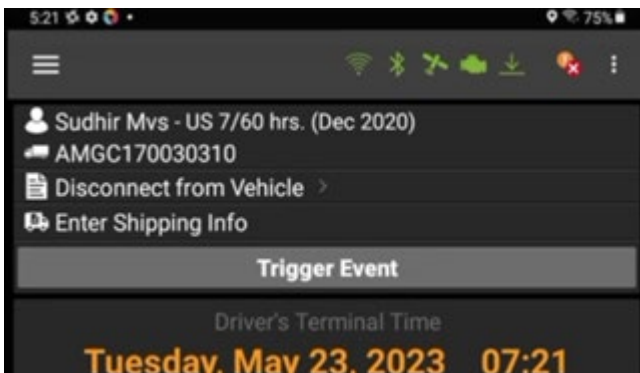 5:21 75%
Sudhir Mvs - US 7/60 hrs. (Dec 2020)
AMGC170030310
Disconnect from Vehicle >
Enter Shipping Info
Trigger Event
Driver's Terminal Time
Tuesday, May 23, 2023 07:21